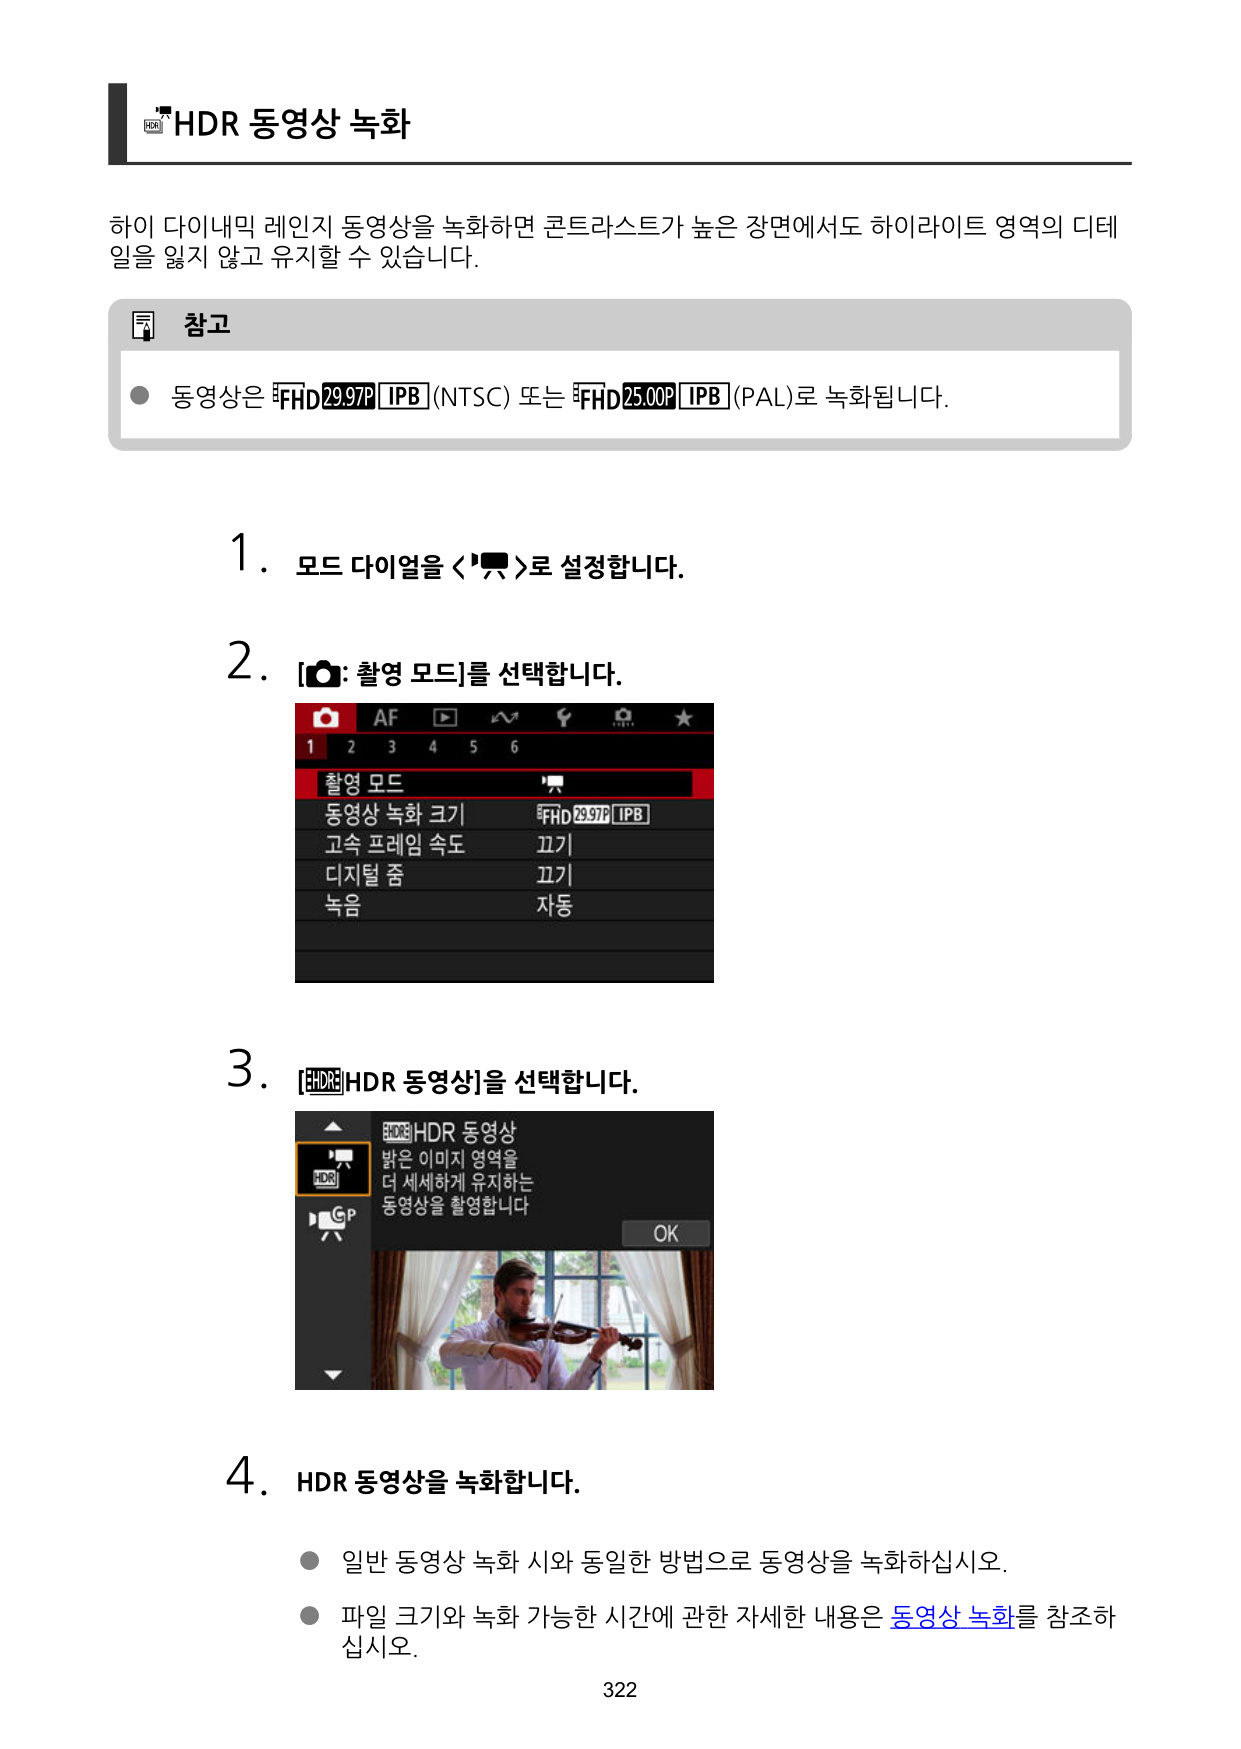 HDR HDR 동영상 녹화
하이 다이내믹 레인지 동영상을 녹화하면 콘트라스트가 높은 장면에서도 하이라이트 영역의 디테
일을 잃지 않고 유지할 수 있습니다.
참고
● 동영상은 FHD 29.97P IPB (NTSC) 또는 FHD 25.00P IPB (PAL)로 녹화됩니다.
1. 모드 다이얼을 < >로 설정합니다.
2. [ : 촬영 모드]를 선택합니다.
AF
1 2 3 4 5 6
촬영 모드
동영상 녹화 크기 FHD 29.97P IPB
고속 프레임 속도 끄기
디지털 줌 끄기
녹음 자동
3. [HDR HDR 동영상]을 선택합니다.
HDR HDR 동영상
HDR 밝은 이미지 영역을
더 세세하게 유지하는
GP 동영상을 촬영합니다
OK
4. HDR 동영상을 녹화합니다.
● 일반 동영상 녹화 시와 동일한 방법으로 동영상을 녹화하십시오.
● 파일 크기와 녹화 가능한 시간에 관한 자세한 내용은 동영상 녹화를 참조하
십시오.
322